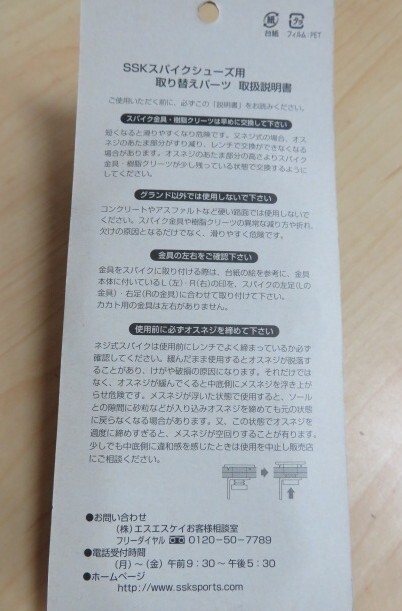 紙
プラ
台紙 フィルム:PET
SSKスパイクシューズ用
取り替えパーツ 取扱説明書
ご使用いただく前に、必ずこの「説明書」をお読みください。
スパイク金具・樹脂クリーツは早めに交換して下さい
短くなると滑りやすくなり危険です。又ネジ式の場合、オス
ネジのあたま部分がすり減り、レンチで交換ができなくなる
場合があります。オスネジのあたま部分の高さよりスパイク
金具・樹脂クリーツが少し残っている状態で交換するように
してください。
グランド以外では使用しないで下さい
コンクリートやアスファルトなど硬い路面では使用しないで
ください。スパイク金具や樹脂クリーツの異常な減り方や折れ、
欠けの原因となるだけでなく、滑りやすく危険です。
金具の左右をご確認下さい
金具をスパイクに取り付ける際は、台紙の絵を参考に、金具
本体に付いているL(左)・R(右)の印を、スパイクの左足(Lの
金具)・右足(Rの金具)に合わせて取り付けて下さい。
カカト用の金具は左右がありません。
使用前に必ずオスネジを締めて下さい
ネジ式スパイクは使用前にレンチでよく締まっているか必ず
確認してください。緩んだまま使用するとオスネジが脱落す
ることがあり、けがや破損の原因になります。それだけでは
なく、オスネジが緩んでくると中底側にメスネジを浮き上が
らせ危険です。メスネジが浮いた状態で使用すると、ソール
との隙間に砂粒などが入り込みオスネジを締めても元の状態
に戻らなくなる場合あります。又、この状態でオスネジを
過度に締めすぎると、メスネジが空回りすることが有ります。
少しでも中底側に違和感を感じたときは使用を中止し販売店
にご相談ください。
●お問い合わせ
(株)エスエスケイお客様相談室
フリーダイヤル 0120-50-7789
●電話受付時間
(月)~(金)午前9:30~午後5:30
●ホームページ
http://www.ssksports.com/